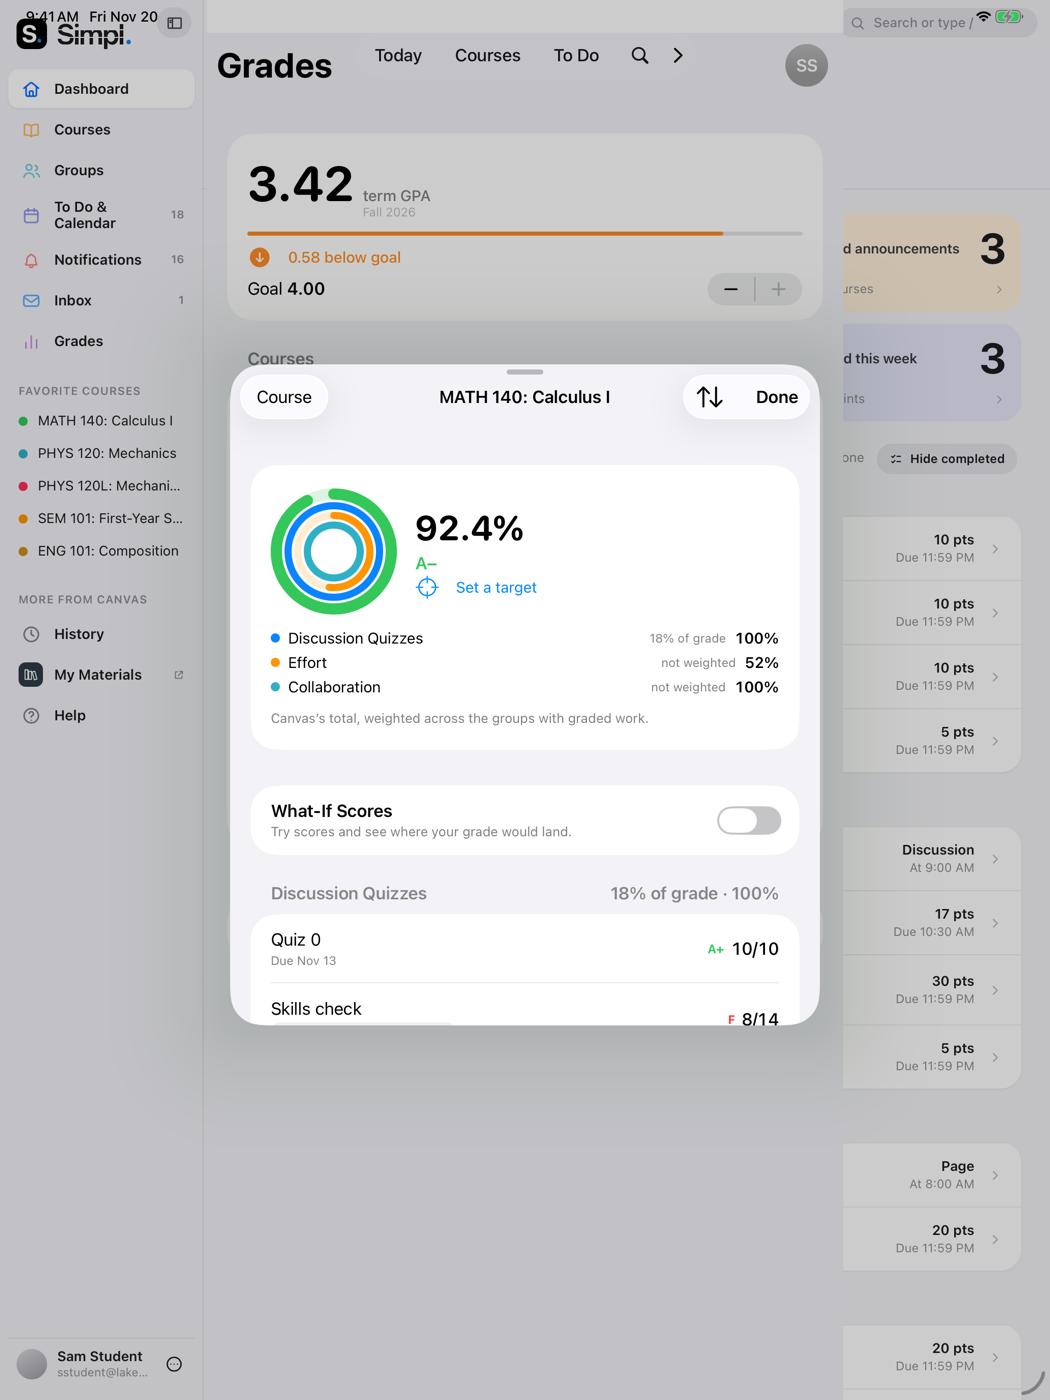 9:41 AM Fri Nov 20
S. Simpl.
Search or type /
Dashboard
Courses
Groups
To Do &
Calendar
18
Notifications
16
Inbox
1
Grades
FAVORITE COURSES
MATH 140: Calculus I
PHYS 120: Mechanics
PHYS 120L: Mechani...
SEM 101: First-Year S...
ENG 101: Composition
MORE FROM CANVAS
History
My Materials
Help
Sam Student
sstudent@lake...
Grades
Today
Courses
To Do
SS
3.42 term GPA
Fall 2026
0.58 below goal
Goal 4.00
Courses
Course
MATH 140: Calculus I
Done
92.4%
A−
Set a target
Discussion Quizzes 18% of grade 100%
Effort not weighted 52%
Collaboration not weighted 100%
Canvas's total, weighted across the groups with graded work.
What-If Scores
Try scores and see where your grade would land.
Discussion Quizzes 18% of grade · 100%
Quiz 0
Due Nov 13
A+ 10/10
Skills check
F 8/14
d announcements 3
urses
d this week 3
ints
one
Hide completed
10 pts
Due 11:59 PM
10 pts
Due 11:59 PM
10 pts
Due 11:59 PM
5 pts
Due 11:59 PM
Discussion
At 9:00 AM
17 pts
Due 10:30 AM
30 pts
Due 11:59 PM
5 pts
Due 11:59 PM
Page
At 8:00 AM
20 pts
Due 11:59 PM
20 pts
Due 11:59 PM